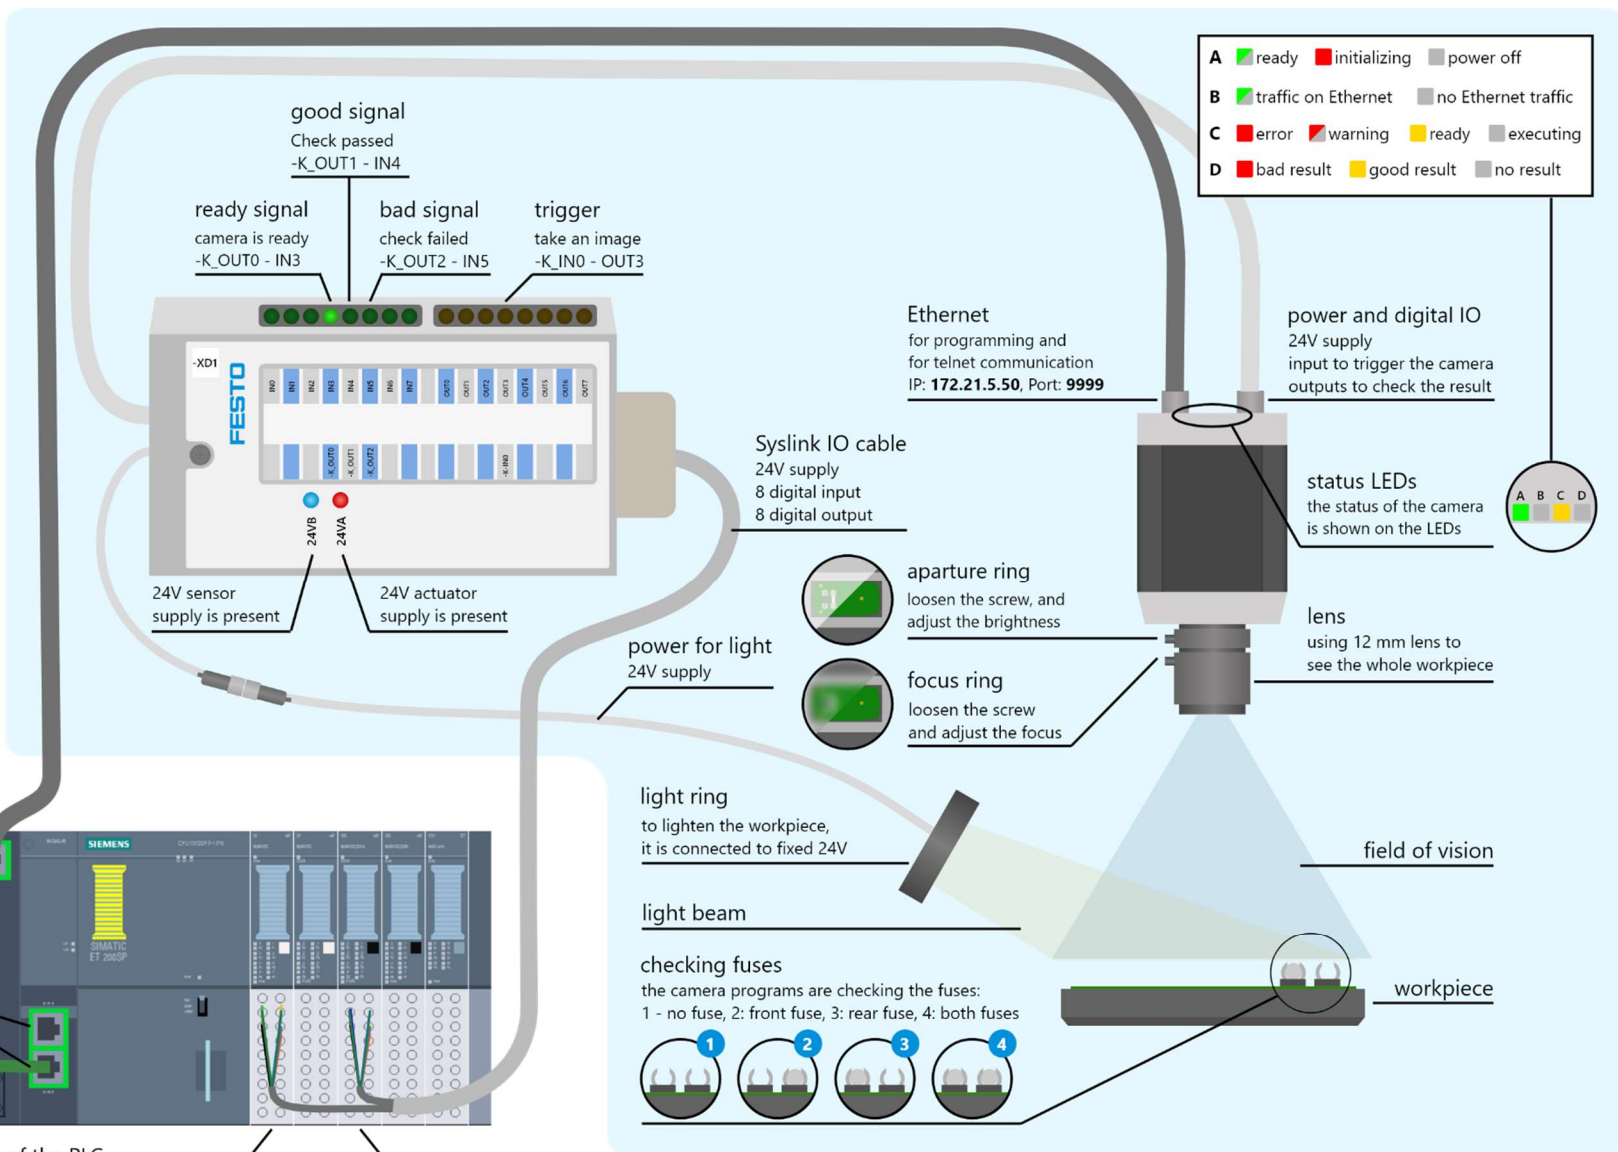 A ready initializing power off
B traffic on Ethernet no Ethernet traffic
C error warning ready executing
D bad result good result no result
good signal
Check passed
-K_OUT1 - IN4
ready signal
camera is ready
-K_OUT0 - IN3
bad signal
check failed
-K_OUT2 - IN5
trigger
take an image
-K_IN0 - OUT3
-XD1
FESTO
IN0 IN1 IN2 IN3 IN4 IN5 IN6 IN7 OUT0 OUT1 OUT2 OUT3 OUT4 OUT5 OUT6 OUT7
-K_OUT0 -K_OUT1 -K_OUT2 -K-IN0
24VB 24VA
24V sensor
supply is present
24V actuator
supply is present
Ethernet
for programming and
for telnet communication
IP: 172.21.5.50, Port: 9999
power and digital IO
24V supply
input to trigger the camera
outputs to check the result
Syslink IO cable
24V supply
8 digital input
8 digital output
status LEDs
the status of the camera
is shown on the LEDs
A B C D
aparture ring
loosen the screw, and
adjust the brightness
lens
using 12 mm lens to
see the whole workpiece
power for light
24V supply
focus ring
loosen the screw
and adjust the focus
light ring
to lighten the workpiece,
it is connected to fixed 24V
field of vision
light beam
checking fuses
the camera programs are checking the fuses:
1 - no fuse, 2: front fuse, 3: rear fuse, 4: both fuses
1 2 3 4
workpiece
SIEMENS
SIMATIC
ET 200SP